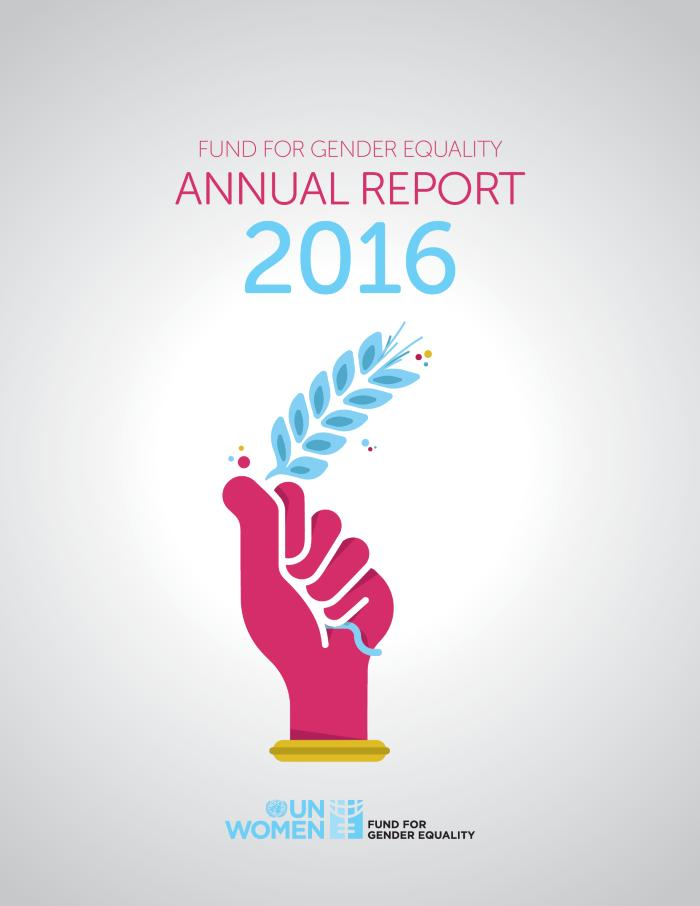 FUND FOR GENDER EQUALITY
ANNUAL REPORT
2016
UN
WOMEN
FUND FOR
GENDER EQUALITY